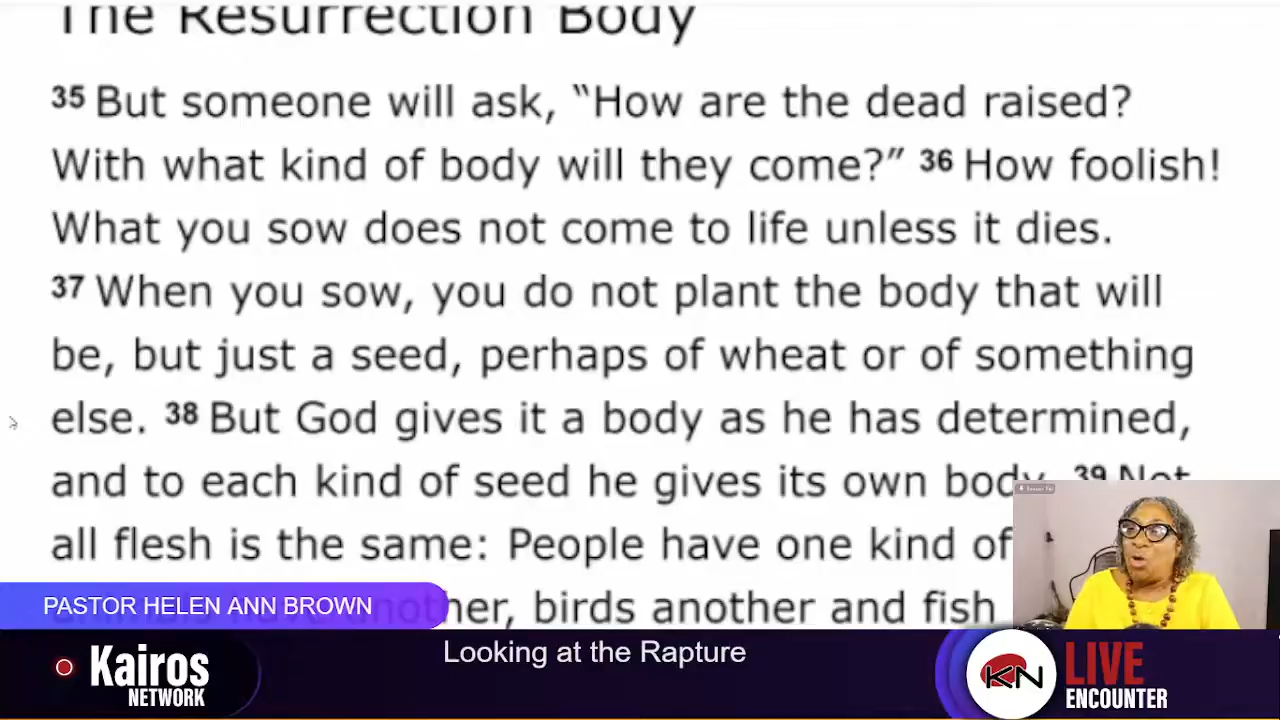 The Resurrection Body
35 But someone will ask, “How are the dead raised?
With what kind of body will they come?” 36 How foolish!
What you sow does not come to life unless it dies.
37 When you sow, you do not plant the body that will
be, but just a seed, perhaps of wheat or of something
else. 38 But God gives it a body as he has determined,
and to each kind of seed he gives its own body. 39 Not
all flesh is the same: People have one kind of
animals have another, birds another and fish
PASTOR HELEN ANN BROWN
Looking at the Rapture
Kairos
NETWORK
KN
LIVE
ENCOUNTER